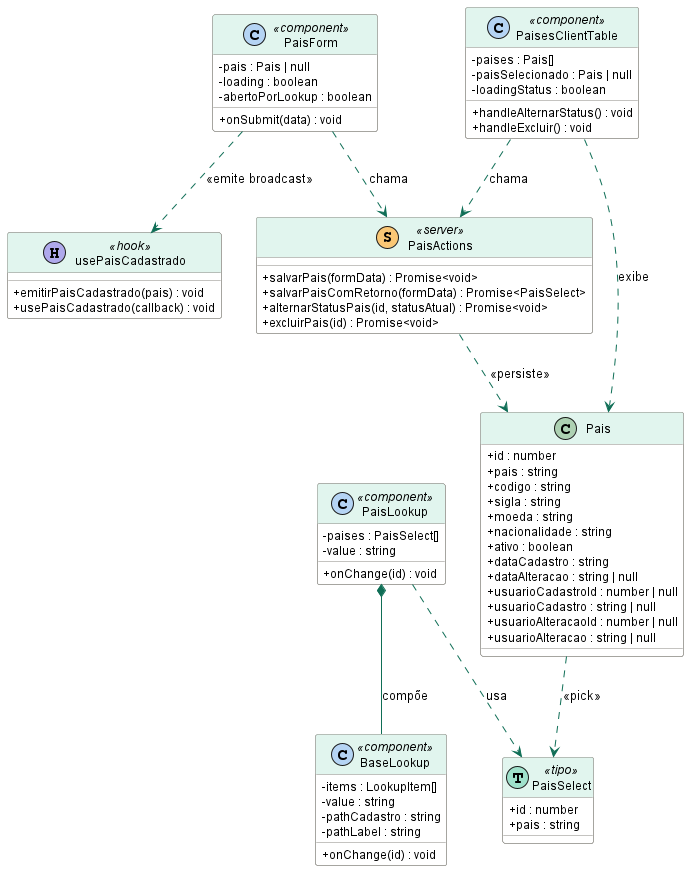 C
«component»
PaisForm
-pais : Pais | null
-loading : boolean
-abertoPorLookup : boolean
+onSubmit(data) : void
C
«component»
PaisesClientTable
-paises : Pais[]
-paisSelecionado : Pais | null
-loadingStatus : boolean
+handleAlternarStatus() : void
+handleExcluir() : void
«emite broadcast»
chama
chama
H
«hook»
usePaisCadastrado
+emitirPaisCadastrado(pais) : void
+usePaisCadastrado(callback) : void
S
«server»
PaisActions
+salvarPais(formData) : Promise<void>
+salvarPaisComRetorno(formData) : Promise<PaisSelect>
+alternarStatusPais(id, statusAtual) : Promise<void>
+excluirPais(id) : Promise<void>
exibe
«persiste»
C
Pais
+id : number
+pais : string
+codigo : string
+sigla : string
+moeda : string
+nacionalidade : string
+ativo : boolean
+dataCadastro : string
+dataAlteracao : string | null
+usuarioCadastroId : number | null
+usuarioCadastro : string | null
+usuarioAlteracaoId : number | null
+usuarioAlteracao : string | null
C
«component»
PaisLookup
-paises : PaisSelect[]
-value : string
+onChange(id) : void
compõe
usa
«pick»
C
«component»
BaseLookup
-items : LookupItem[]
-value : string
-pathCadastro : string
-pathLabel : string
+onChange(id) : void
T
«tipo»
PaisSelect
+id : number
+pais : string